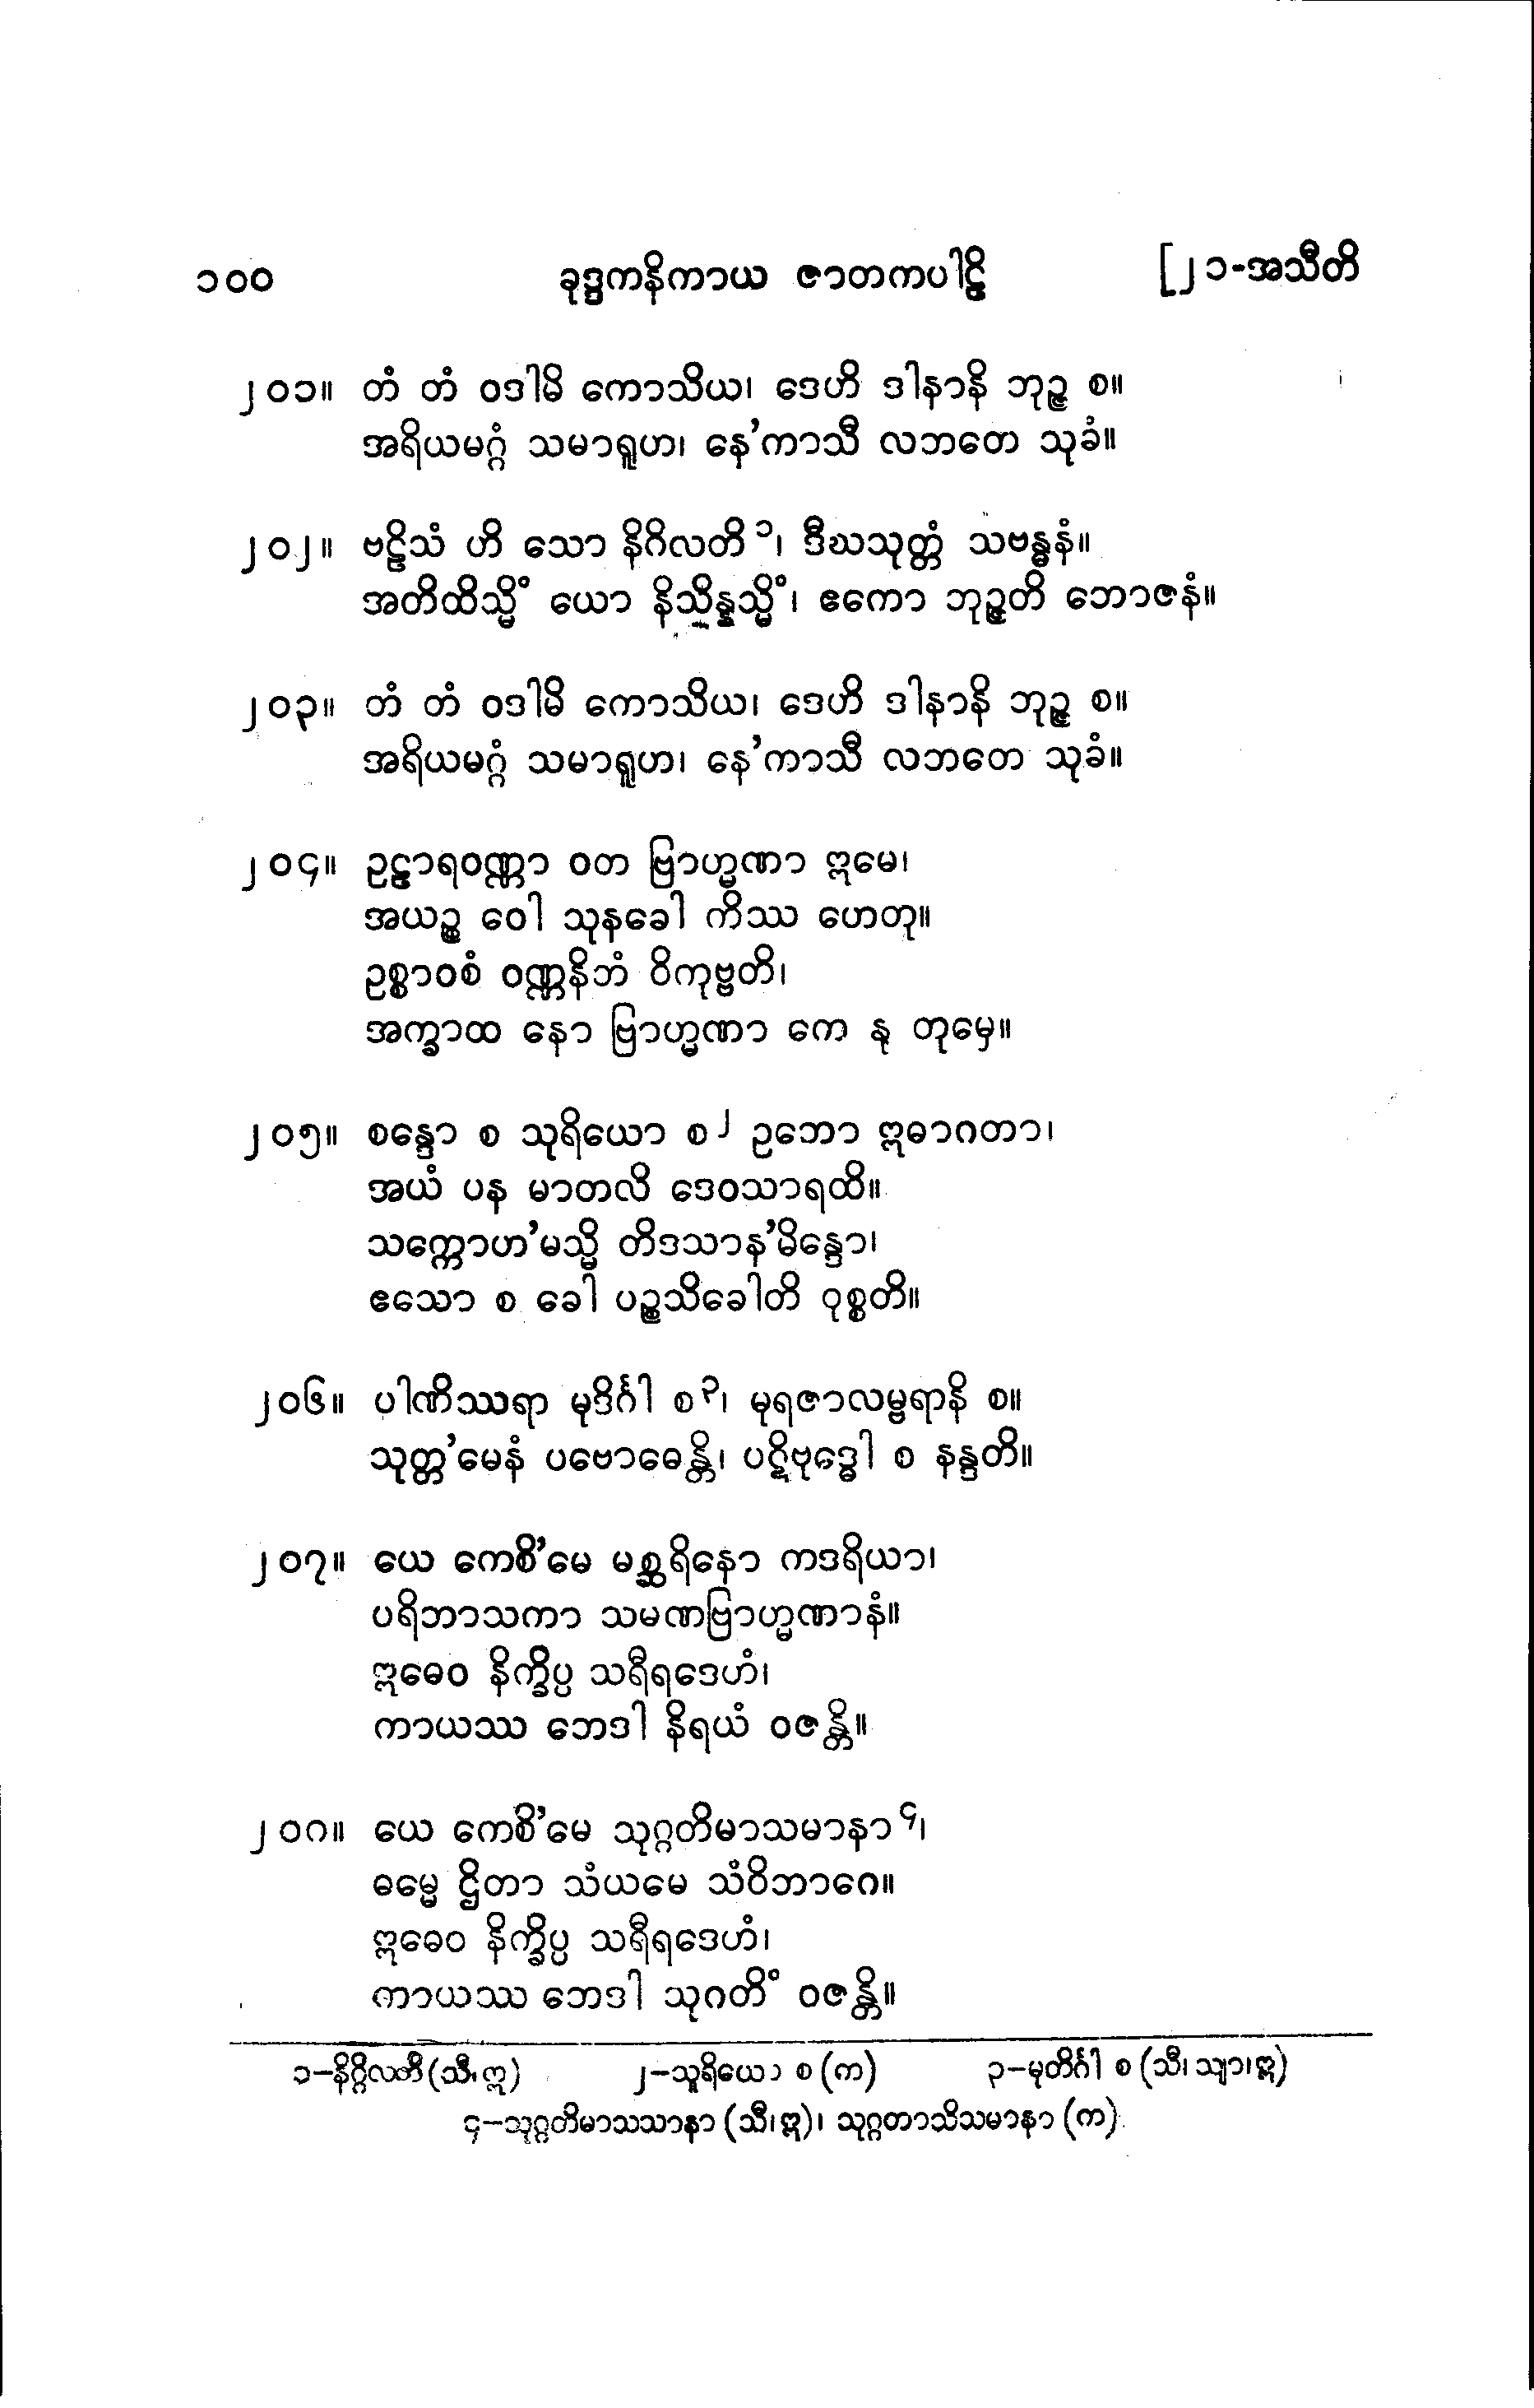 ၁၀၀ ခုဒ္ဒကနိကာယ ဇာတကပါဠိ [၂၁-အသီတိ
၂၀၁။ တံ တံ ဝဒါမိ ကောသိယ၊ ဒေဟိ ဒါနာနိ ဘုဉ္ဇ စ။
အရိယမဂ္ဂံ သမာရူဟ၊ နေ’ကာသီ လဘတေ သုခံ။
၂၀၂။ ဗဠိသံ ဟိ သော နိဂိလတိ ၁၊ ဒီဃသုတ္တံ သဗန္ဓနံ။
အတိထိသ္မိံ ယော နိသိန္နသ္မိံ၊ ဧကော ဘုဉ္ဇတိ ဘောဇနံ။
၂၀၃။ တံ တံ ဝဒါမိ ကောသိယ၊ ဒေဟိ ဒါနာနိ ဘုဉ္ဇ စ။
အရိယမဂ္ဂံ သမာရူဟ၊ နေ’ကာသီ လဘတေ သုခံ။
၂၀၄။ ဥဠာရဝဏ္ဏာ ဝတ ဗြာဟ္မဏာ ဣမေ၊
အယဉ္စ ဝေါ သုနခေါ ကိဿ ဟေတု။
ဥစ္စာဝစံ ဝဏ္ဏနိဘံ ဝိကုဗ္ဗတိ၊
အက္ခာထ နော ဗြာဟ္မဏာ ကေ နု တုမှေ။
၂၀၅။ စန္ဒော စ သုရိယော စ ၂ ဥဘော ဣဓာဂတာ၊
အယံ ပန မာတလိ ဒေဝသာရထိ။
သက္ကောဟ’မသ္မိ တိဒသာန’မိန္ဒော၊
ဧသော စ ခေါ ပဉ္စသိခေါတိ ဝုစ္စတိ။
၂၀၆။ ပါဏိဿရာ မုဒိင်္ဂါ စ ၃၊ မုရဇာလမ္ဗရာနိ စ။
သုတ္တ’မေနံ ပဗောဓေန္တိ၊ ပဋိဗုဒ္ဓေါ စ နန္ဒတိ။
၂၀၇။ ယေ ကေစိ’မေ မစ္ဆရိနော ကဒရိယာ၊
ပရိဘာသကာ သမဏဗြာဟ္မဏာနံ။
ဣဓေဝ နိက္ခိပ္ပ သရီရဒေဟံ၊
ကာယဿ ဘေဒါ နိရယံ ဝဇန္တိ။
၂၀၈။ ယေ ကေစိ’မေ သုဂ္ဂတိမာသမာနာ ၄၊
ဓမ္မေ ဌိတာ သံယမေ သံဝိဘာဂေ။
ဣဓေဝ နိက္ခိပ္ပ သရီရဒေဟံ၊
ကာယဿ ဘေဒါ သုဂတိံ ဝဇန္တိ။
၁–နိဂ္ဂိလတိ (သီ၊ ဣ) ၂–သူရိယော စ (က) ၃–မုတိင်္ဂါ စ (သီ၊ သျာ၊ ဣ)
၄–သုဂ္ဂတိမာသသာနာ (သီ၊ ဣ)၊ သုဂ္ဂတာသိသမာနာ (က)